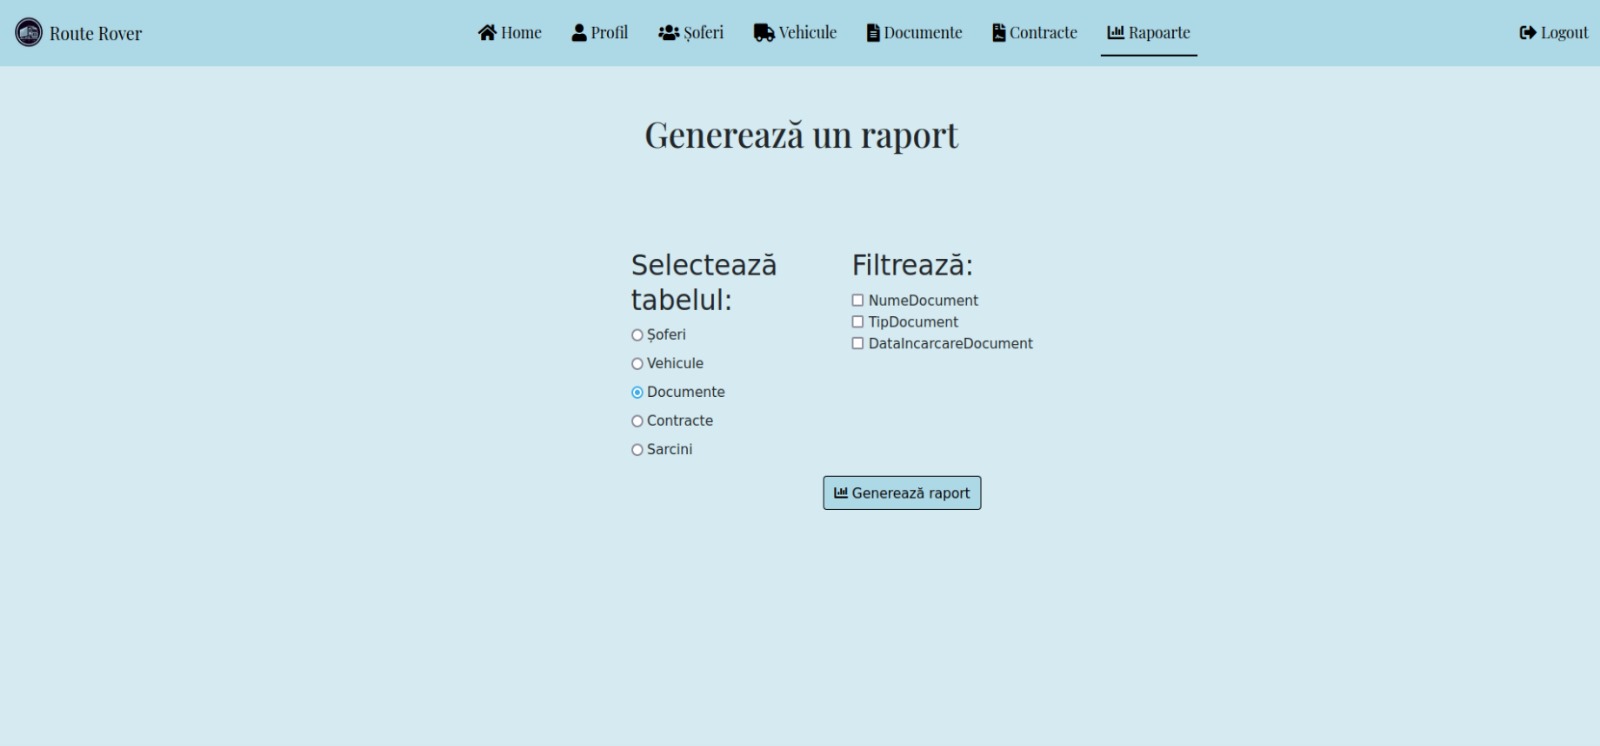 Route Rover
Home Profil Șoferi Vehicule Documente Contracte Rapoarte
Logout
Generează un raport
Selectează
tabelul:
Șoferi
Vehicule
Documente
Contracte
Sarcini
Filtrează:
NumeDocument
TipDocument
DataIncarcareDocument
Generează raport